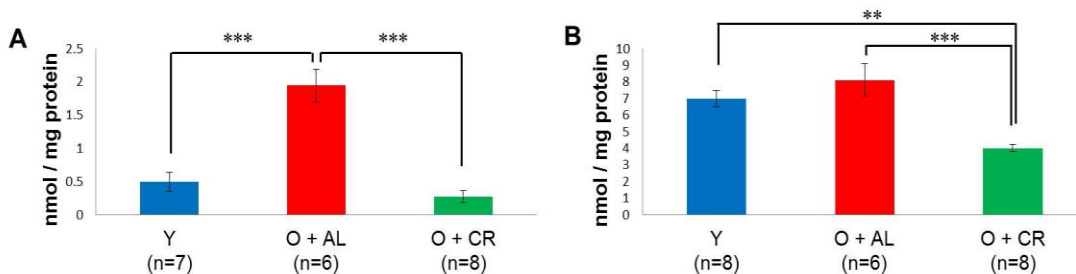 A
nmol / mg protein
2.5
2
1.5
1
0.5
0
***
***
Y
(n=7)
O + AL
(n=6)
O + CR
(n=8)
B
nmol / mg protein
10
9
8
7
6
5
4
3
2
1
0
**
***
Y
(n=8)
O + AL
(n=6)
O + CR
(n=8)